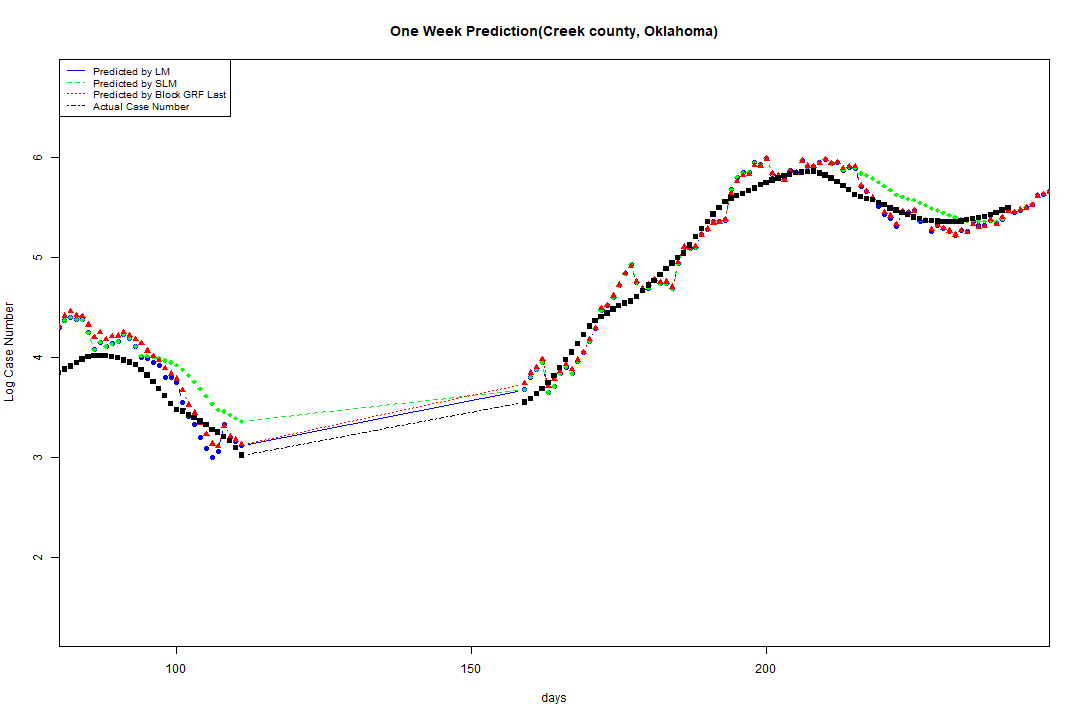 One Week Prediction(Creek county, Oklahoma)
Predicted by LM
Predicted by SLM
Predicted by Block GRF Last
Actual Case Number
6
5
4
3
2
Log Case Number
100 150 200
days